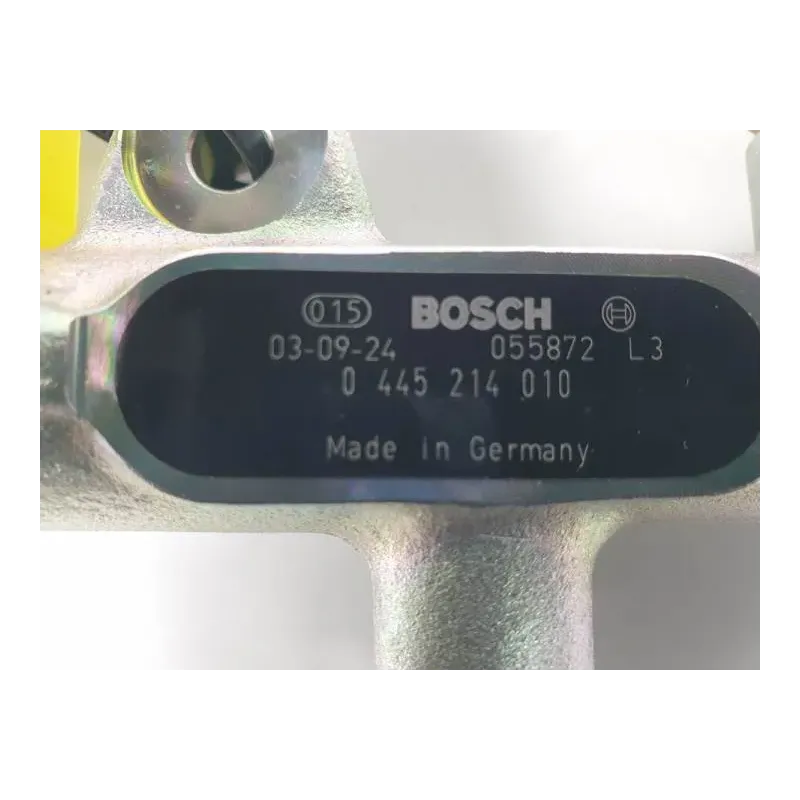 015 BOSCH
03-09-24 055872 L3
0 445 214 010
Made in Germany